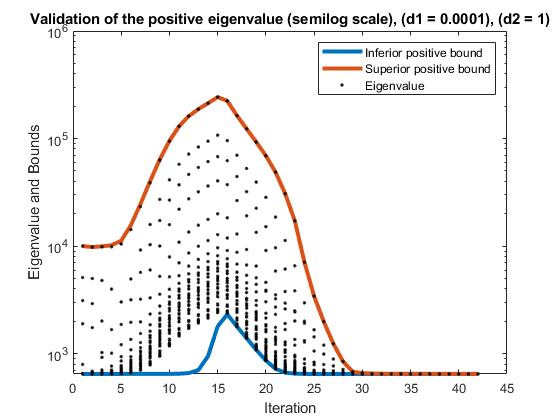 Validation of the positive eigenvalue (semilog scale), (d1 = 0.0001), (d2 = 1)
10^6
10^5
10^4
10^3
Eigenvalue and Bounds
Inferior positive bound
Superior positive bound
Eigenvalue
0 5 10 15 20 25 30 35 40 45
Iteration